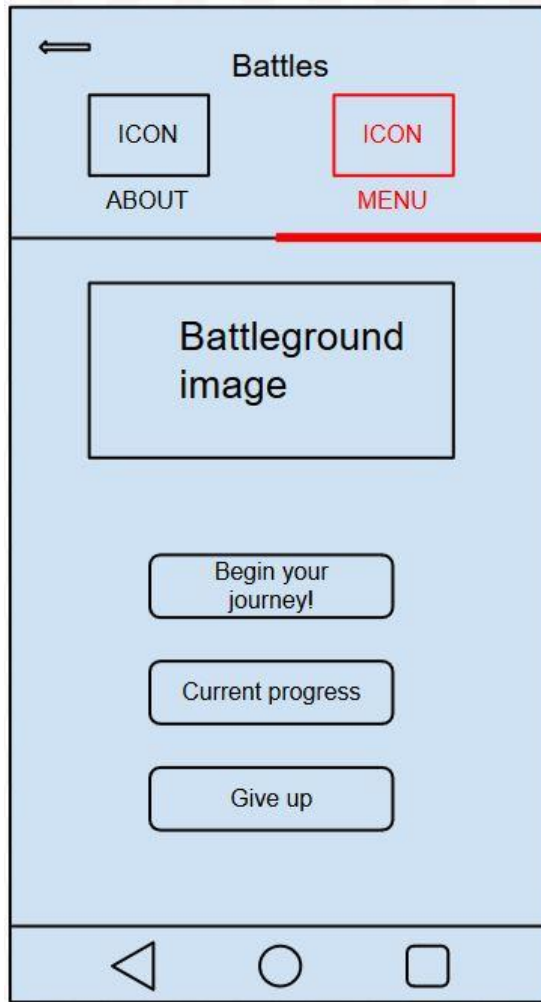 Battles
ICON
ICON
ABOUT
MENU
Battleground
image
Begin your
journey!
Current progress
Give up